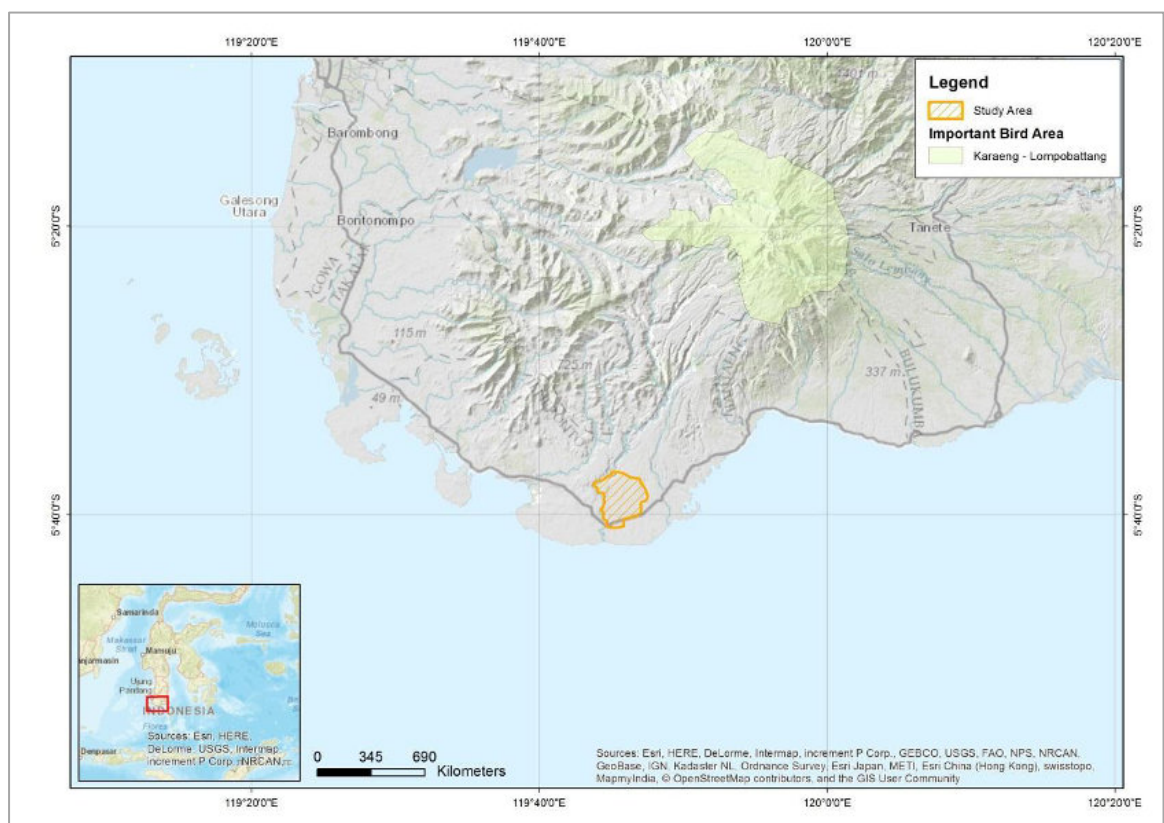 119°20'0"E
119°40'0"E
120°0'0"E
120°20'0"E
Legend
Study Area
Important Bird Area
Karaeng - Lompobattang
1401 m
Barombong
Galesong
Utara
Bontonompo
GOWA
TAKALAR
5°20'0"S
5°20'0"S
Tanete
115 m
49 m
725 m
337 m
BULUKUMB
5°40'0"S
5°40'0"S
Samarinda
Makassar
Strait
Mamuju
Molucca
Sea
njarmasin
Ujung
Pandang
INDONESIA
Flores
Denpasar
Sources: Esri, HERE,
DeLorme, USGS, Intermap,
increment P Corp., NRCAN,
0 345 690
Kilometers
Sources: Esri, HERE, DeLorme, Intermap, increment P Corp., GEBCO, USGS, FAO, NPS, NRCAN,
GeoBase, IGN, Kadaster NL, Ordnance Survey, Esri Japan, METI, Esri China (Hong Kong), swisstopo,
MapmyIndia, © OpenStreetMap contributors, and the GIS User Community
119°20'0"E
119°40'0"E
120°0'0"E
120°20'0"E